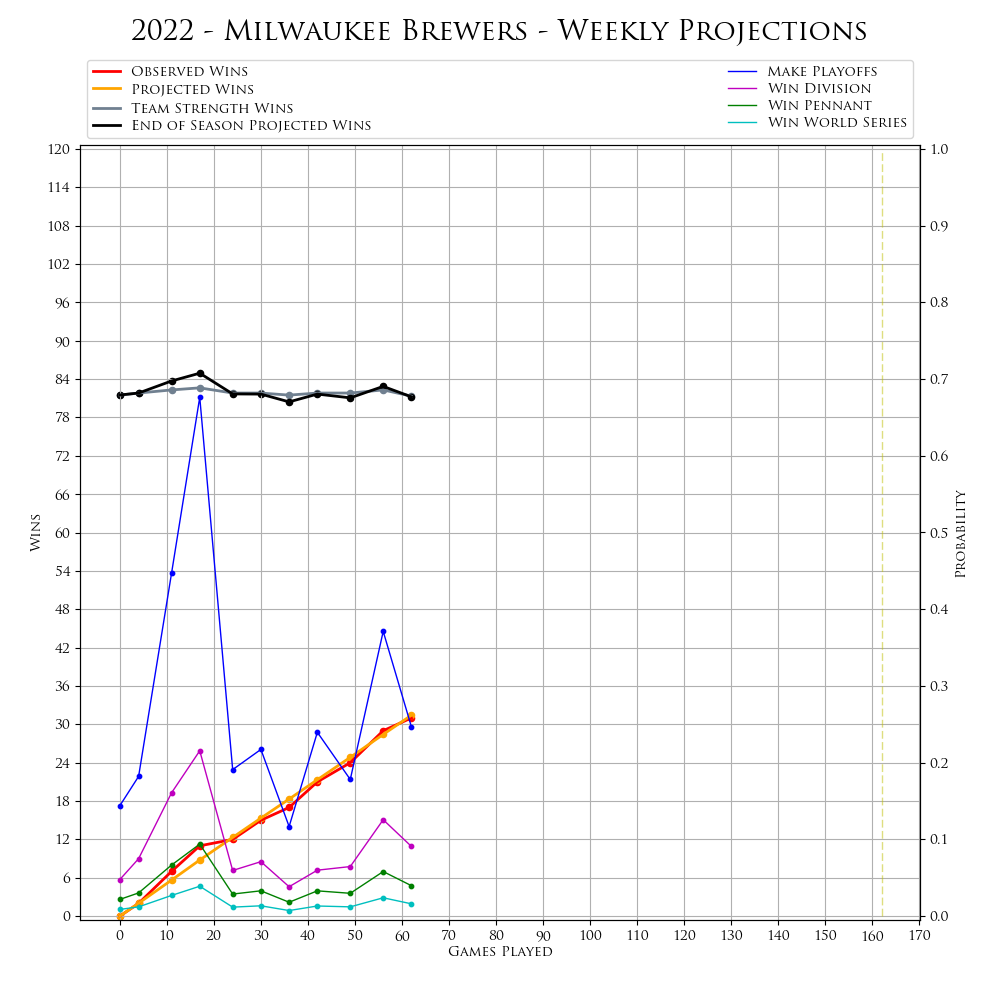 2022 - Milwaukee Brewers - Weekly Projections
Observed Wins
Projected Wins
Team Strength Wins
End of Season Projected Wins
Make Playoffs
Win Division
Win Pennant
Win World Series
120
114
108
102
96
90
84
78
72
66
60
54
48
42
36
30
24
18
12
6
0
Wins
1.0
0.9
0.8
0.7
0.6
0.5
0.4
0.3
0.2
0.1
0.0
Probability
0 10 20 30 40 50 60 70 80 90 100 110 120 130 140 150 160 170
Games Played